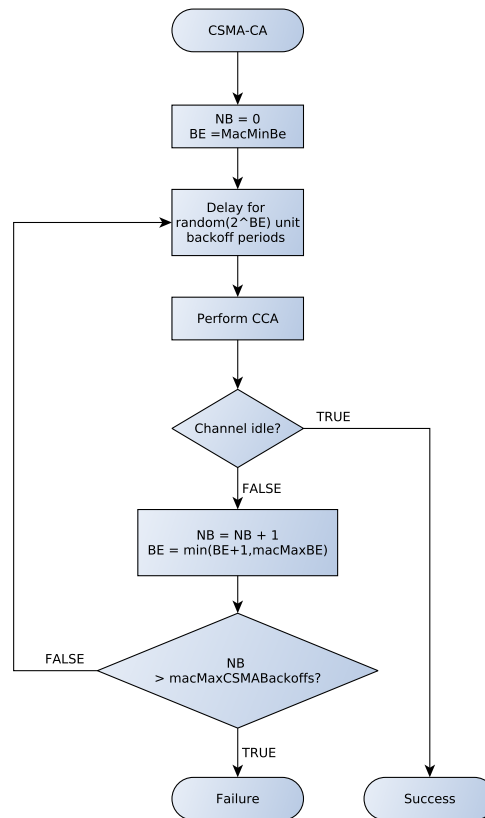 CSMA-CA
NB = 0
BE =MacMinBe
Delay for
random(2^BE) unit
backoff periods
Perform CCA
Channel idle?
TRUE
FALSE
NB = NB + 1
BE = min(BE+1,macMaxBE)
NB
> macMaxCSMABackoffs?
FALSE
TRUE
Failure
Success